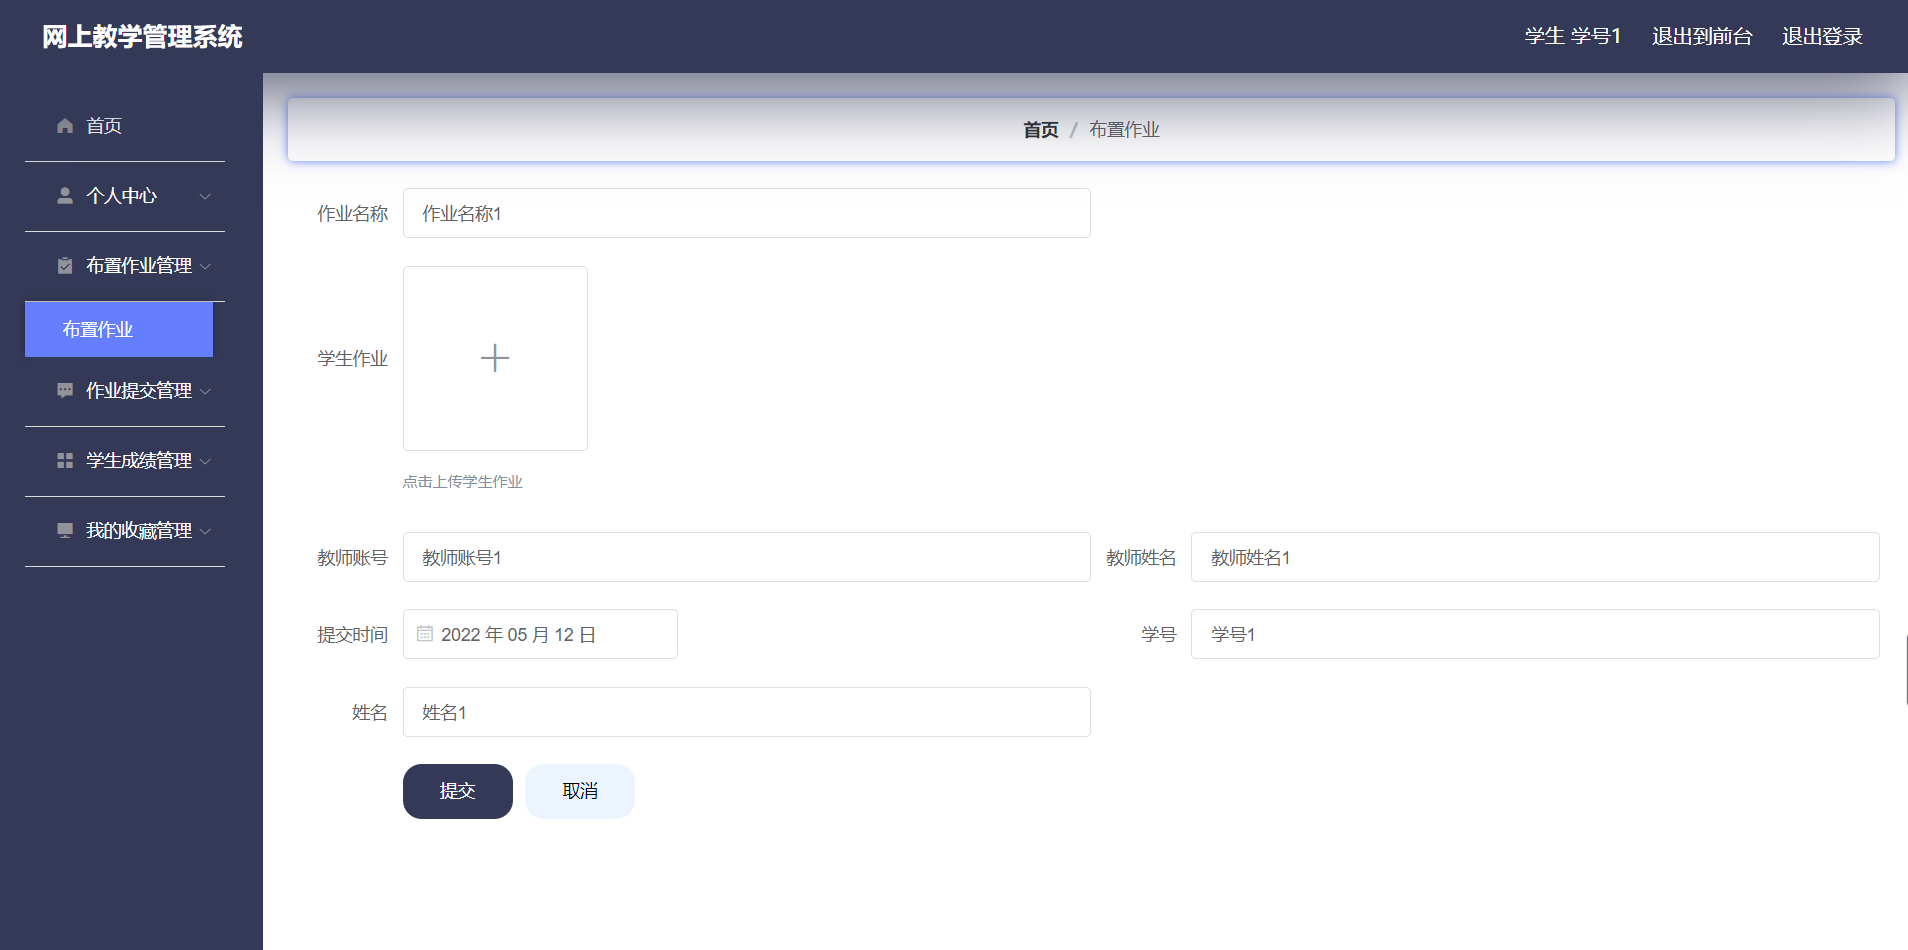 网上教学管理系统
学生 学号1 退出到前台 退出登录
首页
个人中心
布置作业管理
布置作业
作业提交管理
学生成绩管理
我的收藏管理
首页 / 布置作业
作业名称 作业名称1
学生作业
点击上传学生作业
教师账号 教师账号1 教师姓名 教师姓名1
提交时间 2022 年 05 月 12 日 学号 学号1
姓名 姓名1
提交 取消